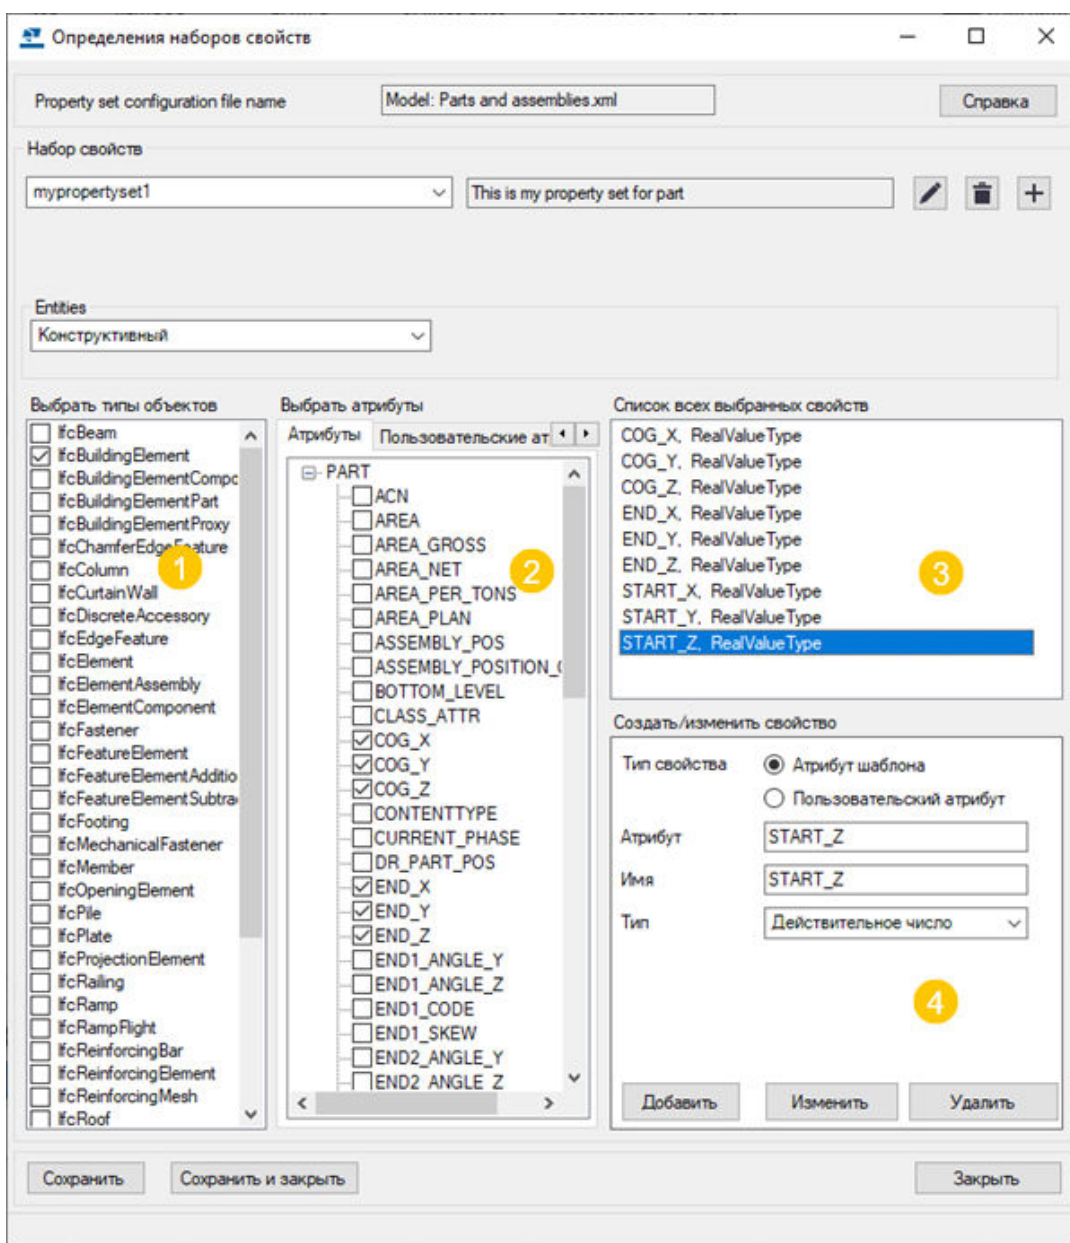 Определения наборов свойств
Property set configuration file name
Model: Parts and assemblies.xml
Справка
Набор свойств
mypropertyset1
This is my property set for part
Entities
Конструктивный
Выбрать типы объектов
IfcBeam
IfcBuildingElement
IfcBuildingElementCompo
IfcBuildingElementPart
IfcBuildingElementProxy
IfcChamferEdgeFeature
IfcColumn
IfcCurtainWall
IfcDiscreteAccessory
IfcEdgeFeature
IfcElement
IfcElementAssembly
IfcElementComponent
IfcFastener
IfcFeatureElement
IfcFeatureElementAdditio
IfcFeatureElementSubtra
IfcFooting
IfcMechanicalFastener
IfcMember
IfcOpeningElement
IfcPile
IfcPlate
IfcProjectionElement
IfcRailing
IfcRamp
IfcRampFlight
IfcReinforcingBar
IfcReinforcingElement
IfcReinforcingMesh
IfcRoof
1
Выбрать атрибуты
Атрибуты
Пользовательские ат
PART
ACN
AREA
AREA_GROSS
AREA_NET
AREA_PER_TONS
AREA_PLAN
ASSEMBLY_POS
ASSEMBLY_POSITION_(
BOTTOM_LEVEL
CLASS_ATTR
COG_X
COG_Y
COG_Z
CONTENTTYPE
CURRENT_PHASE
DR_PART_POS
END_X
END_Y
END_Z
END1_ANGLE_Y
END1_ANGLE_Z
END1_CODE
END1_SKEW
END2_ANGLE_Y
END2_ANGLE_Z
2
Список всех выбранных свойств
COG_X, RealValueType
COG_Y, RealValueType
COG_Z, RealValueType
END_X, RealValueType
END_Y, RealValueType
END_Z, RealValueType
START_X, RealValueType
START_Y, RealValueType
START_Z, RealValueType
3
Создать/изменить свойство
Тип свойства
Атрибут шаблона
Пользовательский атрибут
Атрибут
START_Z
Имя
START_Z
Тип
Действительное число
4
Добавить
Изменить
Удалить
Сохранить
Сохранить и закрыть
Закрыть